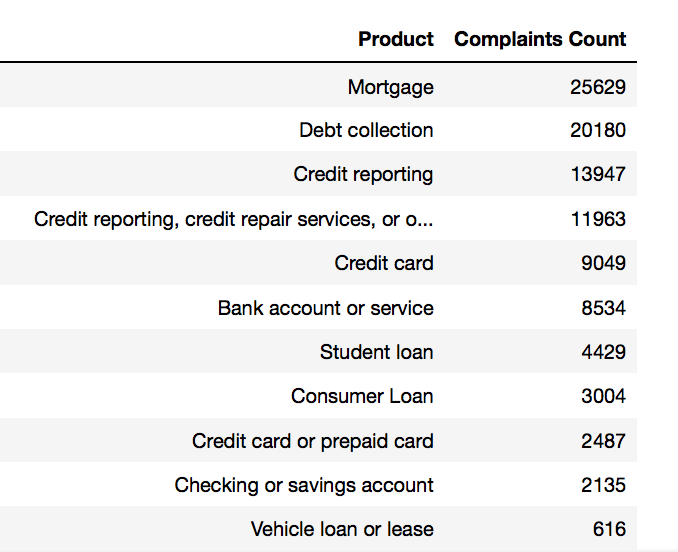 Product Complaints Count
Mortgage 25629
Debt collection 20180
Credit reporting 13947
Credit reporting, credit repair services, or o... 11963
Credit card 9049
Bank account or service 8534
Student loan 4429
Consumer Loan 3004
Credit card or prepaid card 2487
Checking or savings account 2135
Vehicle loan or lease 616